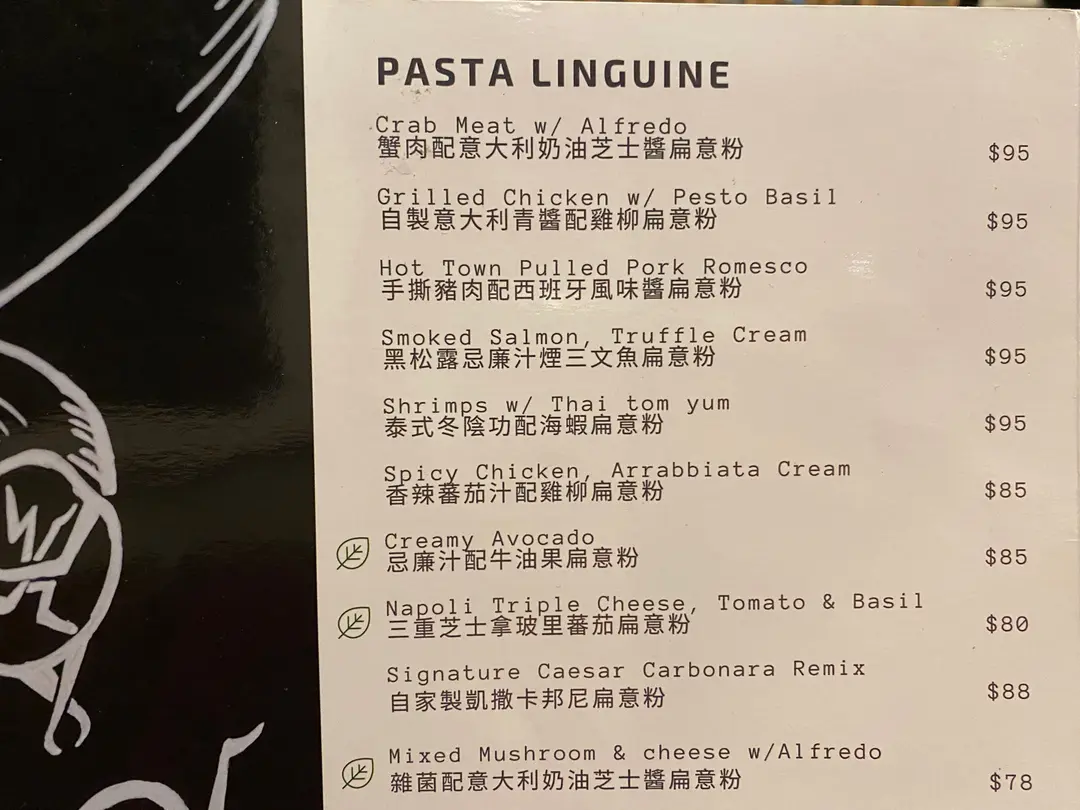 PASTA LINGUINE
Crab Meat w/ Alfredo
蟹肉配意大利奶油芝士醬扁意粉 $95
Grilled Chicken w/ Pesto Basil
自製意大利青醬配雞柳扁意粉 $95
Hot Town Pulled Pork Romesco
手撕豬肉配西班牙風味醬扁意粉 $95
Smoked Salmon, Truffle Cream
黑松露忌廉汁煙三文魚扁意粉 $95
Shrimps w/ Thai tom yum
泰式冬陰功配海蝦扁意粉 $95
Spicy Chicken, Arrabbiata Cream
香辣蕃茄汁配雞柳扁意粉 $85
Creamy Avocado
忌廉汁配牛油果扁意粉 $85
Napoli Triple Cheese, Tomato & Basil
三重芝士拿玻里蕃茄扁意粉 $80
Signature Caesar Carbonara Remix
自家製凱撒卡邦尼扁意粉 $88
Mixed Mushroom & cheese w/Alfredo
雜菌配意大利奶油芝士醬扁意粉 $78